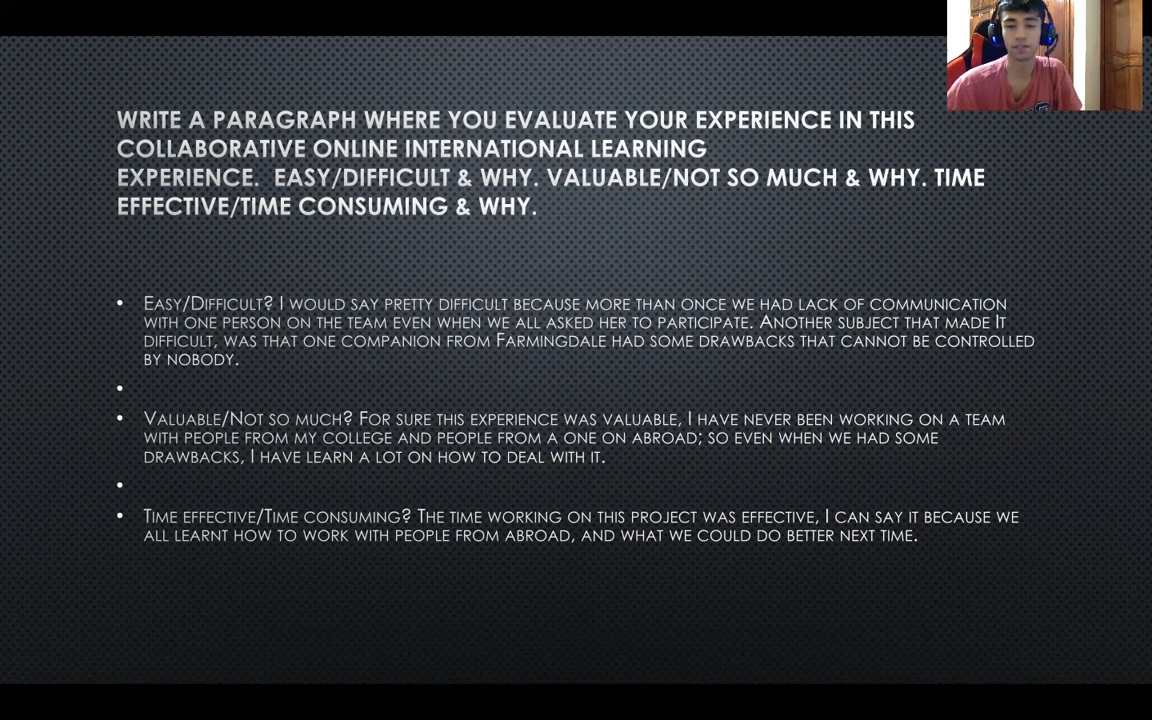 WRITE A PARAGRAPH WHERE YOU EVALUATE YOUR EXPERIENCE IN THIS
COLLABORATIVE ONLINE INTERNATIONAL LEARNING
EXPERIENCE. EASY/DIFFICULT & WHY. VALUABLE/NOT SO MUCH & WHY. TIME
EFFECTIVE/TIME CONSUMING & WHY.
• Easy/Difficult? I would say pretty difficult because more than once we had lack of communication
with one person on the team even when we all asked her to participate. Another subject that made It
difficult, was that one companion from Farmingdale had some drawbacks that cannot be controlled
by nobody.
•
• Valuable/Not so much? For sure this experience was valuable, I have never been working on a team
with people from my college and people from a one on abroad; so even when we had some
drawbacks, I have learn a lot on how to deal with it.
•
• Time effective/Time consuming? The time working on this project was effective, I can say it because we
all learnt how to work with people from abroad, and what we could do better next time.